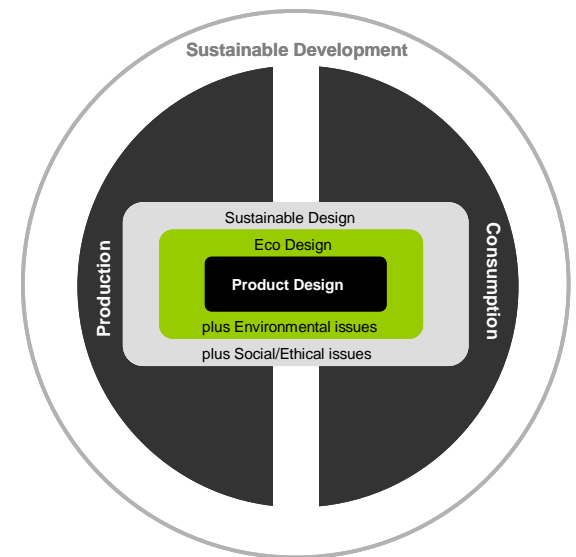 Sustainable Development
Sustainable Design
Eco Design
Production
Product Design
Consumption
plus Environmental issues
plus Social/Ethical issues